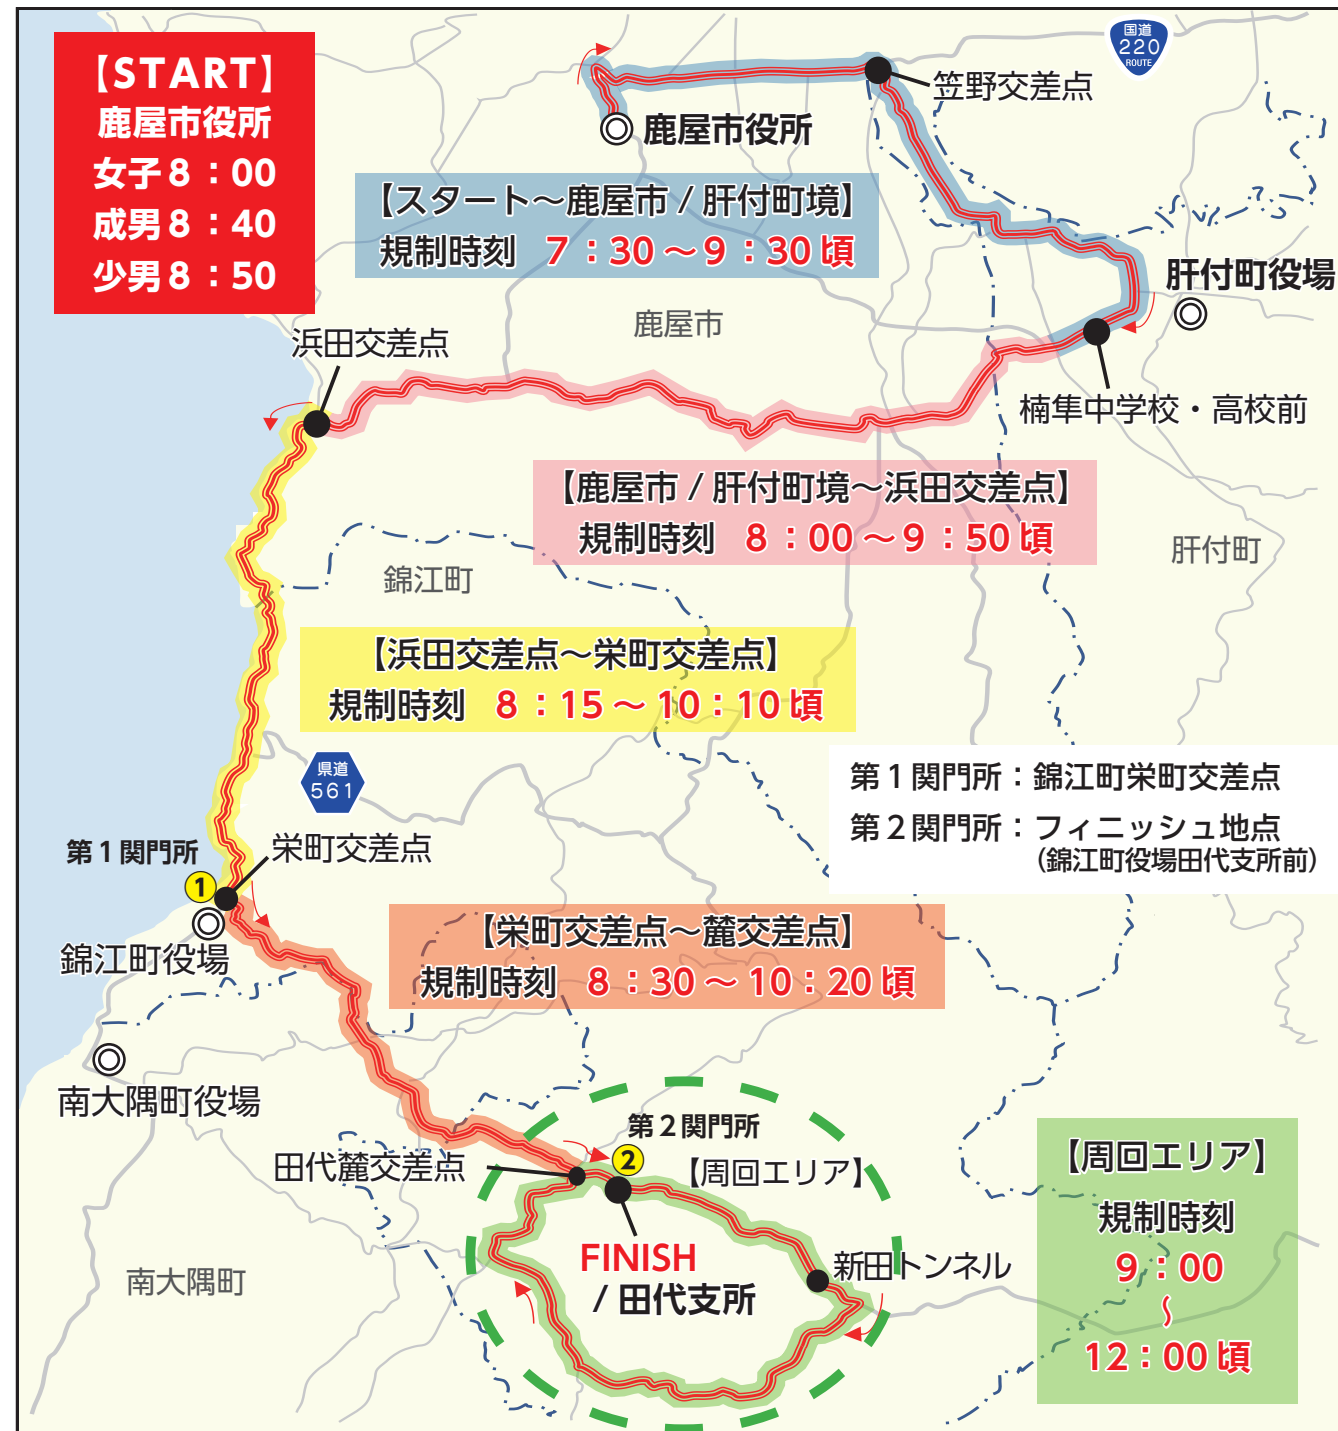 【START】
鹿屋市役所
女子8：00
成男8：40
少男8：50
国道
220
ROUTE
笠野交差点
鹿屋市役所
【スタート～鹿屋市 / 肝付町境】
規制時刻 7：30～9：30頃
肝付町役場
鹿屋市
浜田交差点
楠隼中学校・高校前
【鹿屋市 / 肝付町境～浜田交差点】
規制時刻 8：00～9：50頃
肝付町
錦江町
【浜田交差点～栄町交差点】
規制時刻 8：15～10：10頃
県道
561
第1関門所：錦江町栄町交差点
第2関門所：フィニッシュ地点
（錦江町役場田代支所前）
第1関門所
栄町交差点
1
錦江町役場
【栄町交差点～麓交差点】
規制時刻 8：30～10：20頃
南大隅町役場
第2関門所
2
田代麓交差点
【周回エリア】
FINISH
/ 田代支所
新田トンネル
南大隅町
【周回エリア】
規制時刻
9：00
～
12：00頃